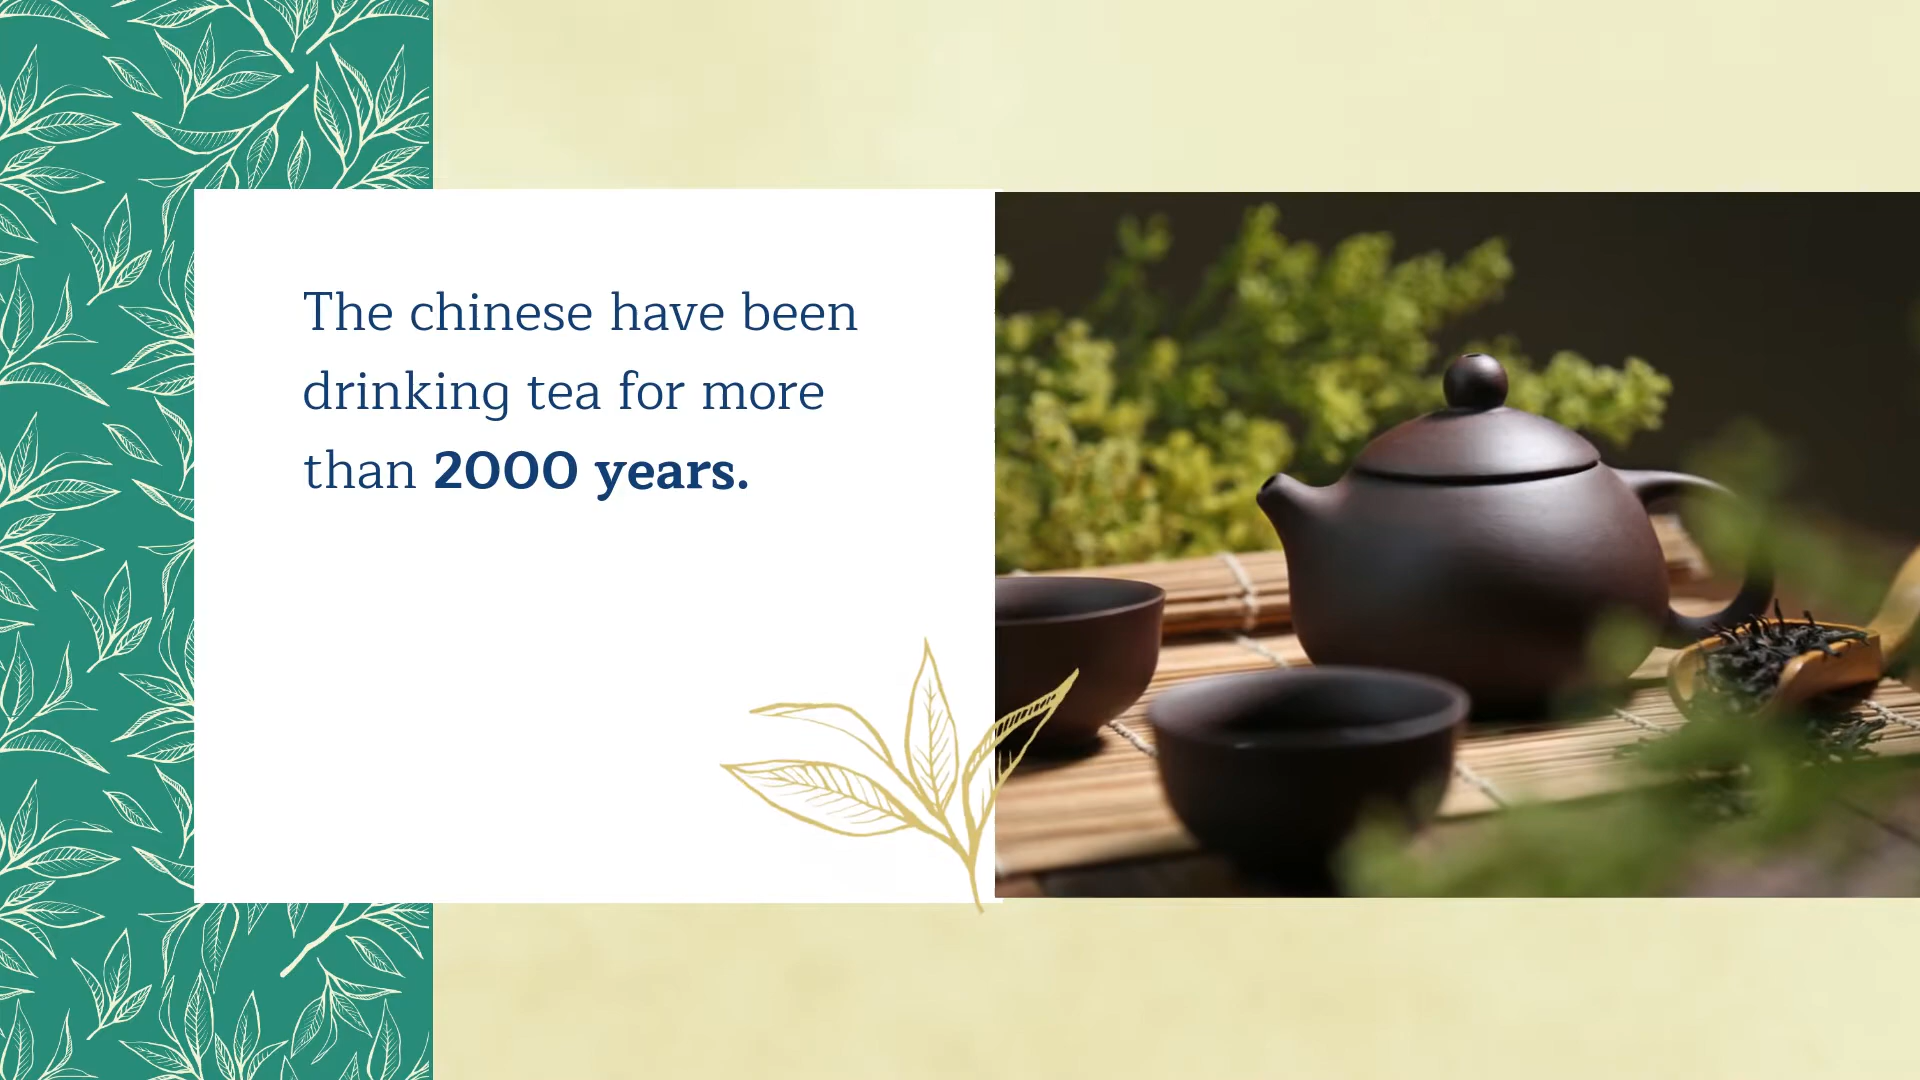 The chinese have been
drinking tea for more
than 2000 years.